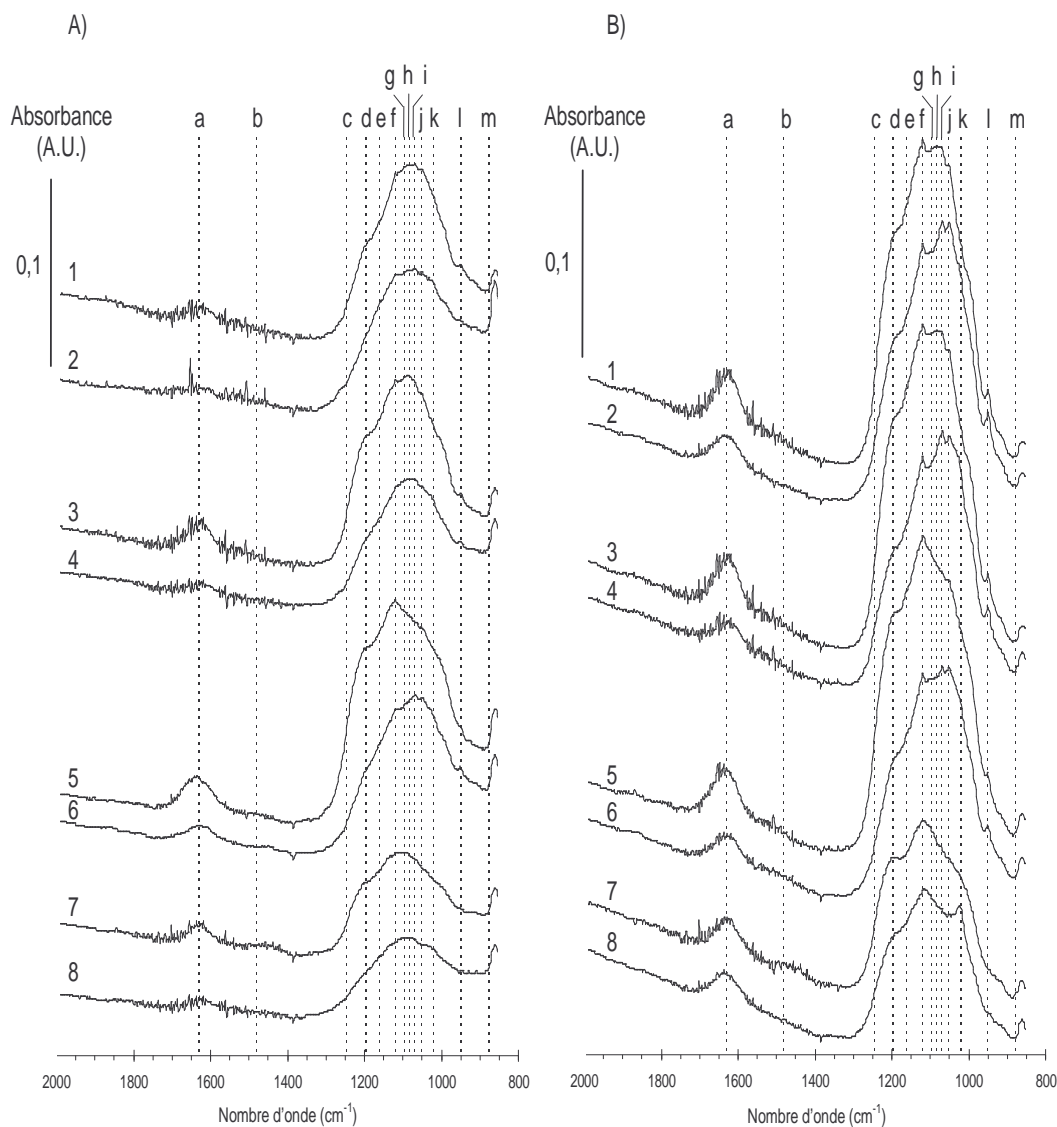 A)
g h i
Absorbance
(A.U.)
a b c d e f j k l m
0,1
1
2
3
4
5
6
7
8
2000 1800 1600 1400 1200 1000 800
Nombre d'onde (cm⁻¹)
B)
g h i
Absorbance
(A.U.)
a b c d e f j k l m
0,1
1
2
3
4
5
6
7
8
2000 1800 1600 1400 1200 1000 800
Nombre d'onde (cm⁻¹)